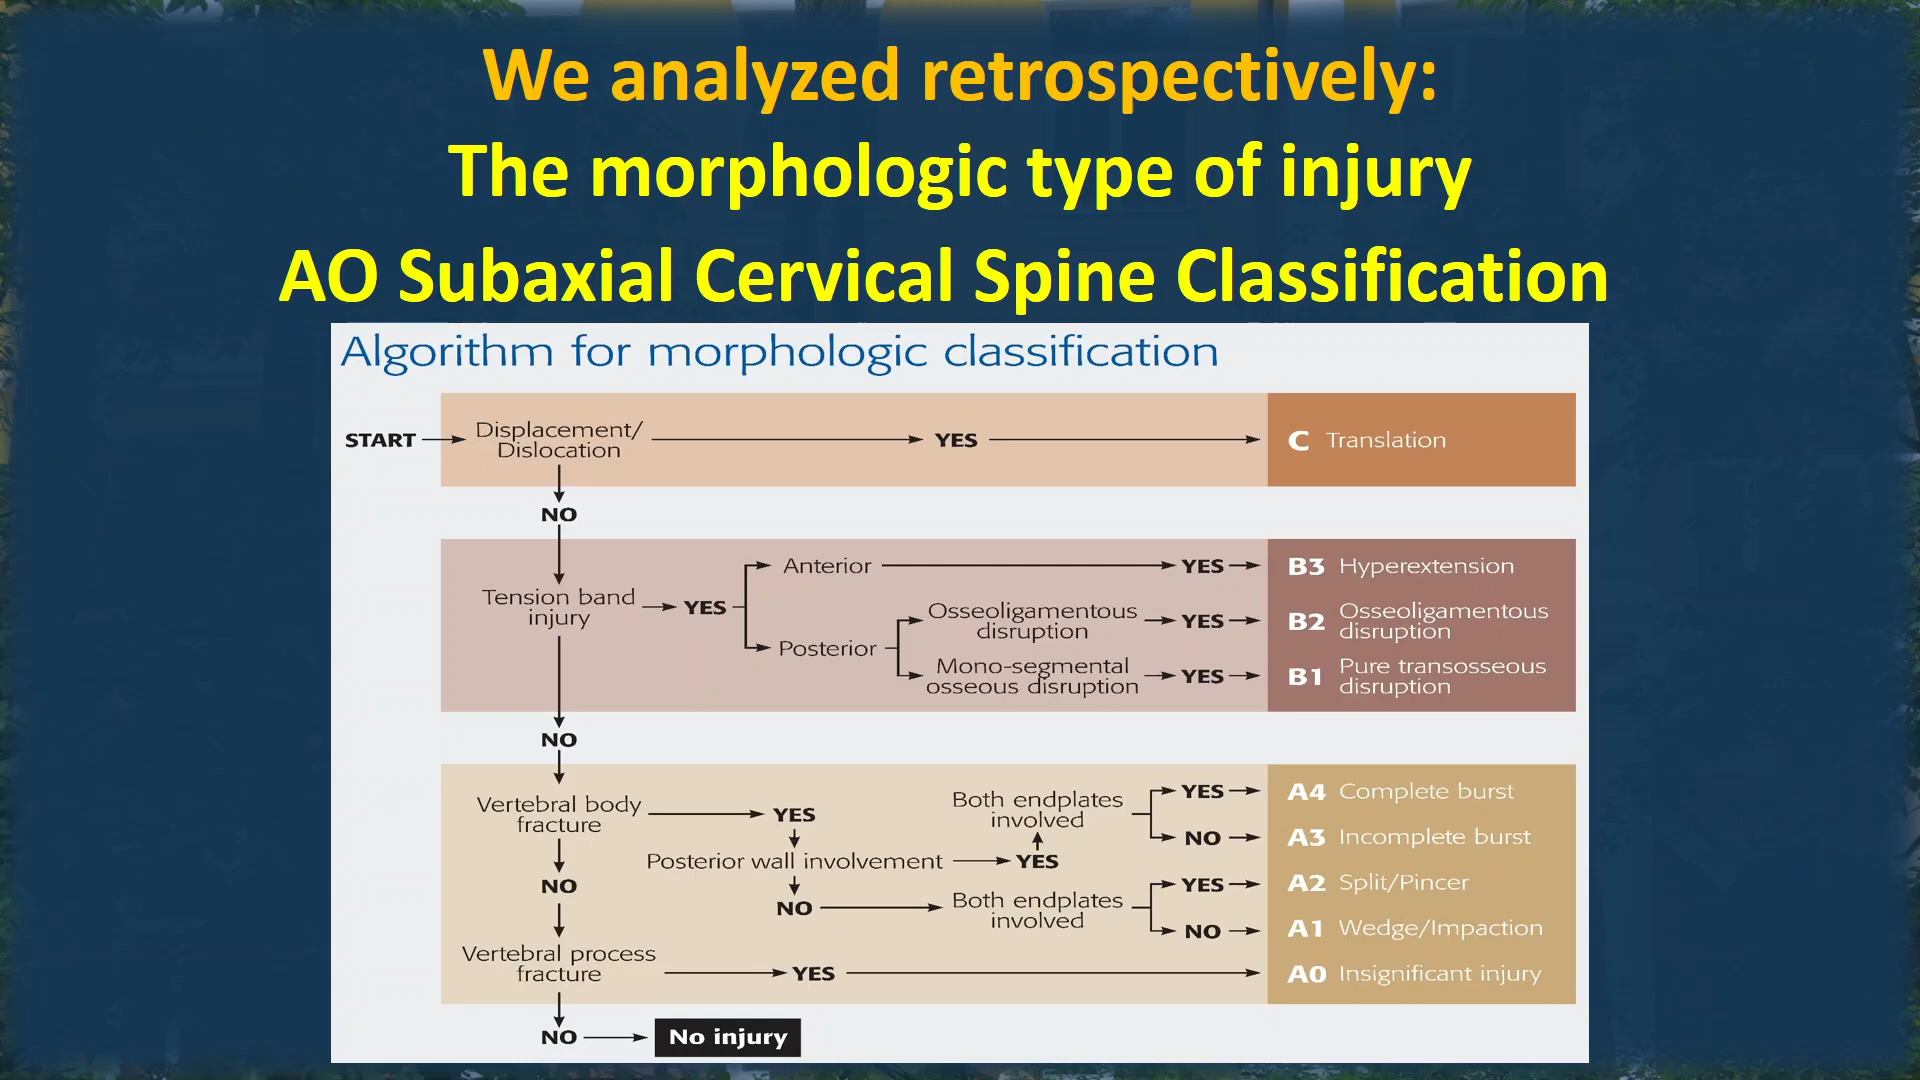 We analyzed retrospectively:
The morphologic type of injury
AO Subaxial Cervical Spine Classification
Algorithm for morphologic classification
START
Displacement/
Dislocation
YES
C Translation
NO
Tension band
injury
YES
Anterior
YES
B3 Hyperextension
Posterior
Osseoligamentous
disruption
YES
B2 Osseoligamentous
disruption
Mono-segmental
osseous disruption
YES
B1 Pure transosseous
disruption
NO
Vertebral body
fracture
YES
Posterior wall involvement
YES
Both endplates
involved
YES
A4 Complete burst
NO
A3 Incomplete burst
NO
Both endplates
involved
YES
A2 Split/Pincer
NO
A1 Wedge/Impaction
NO
Vertebral process
fracture
YES
A0 Insignificant injury
NO
No injury